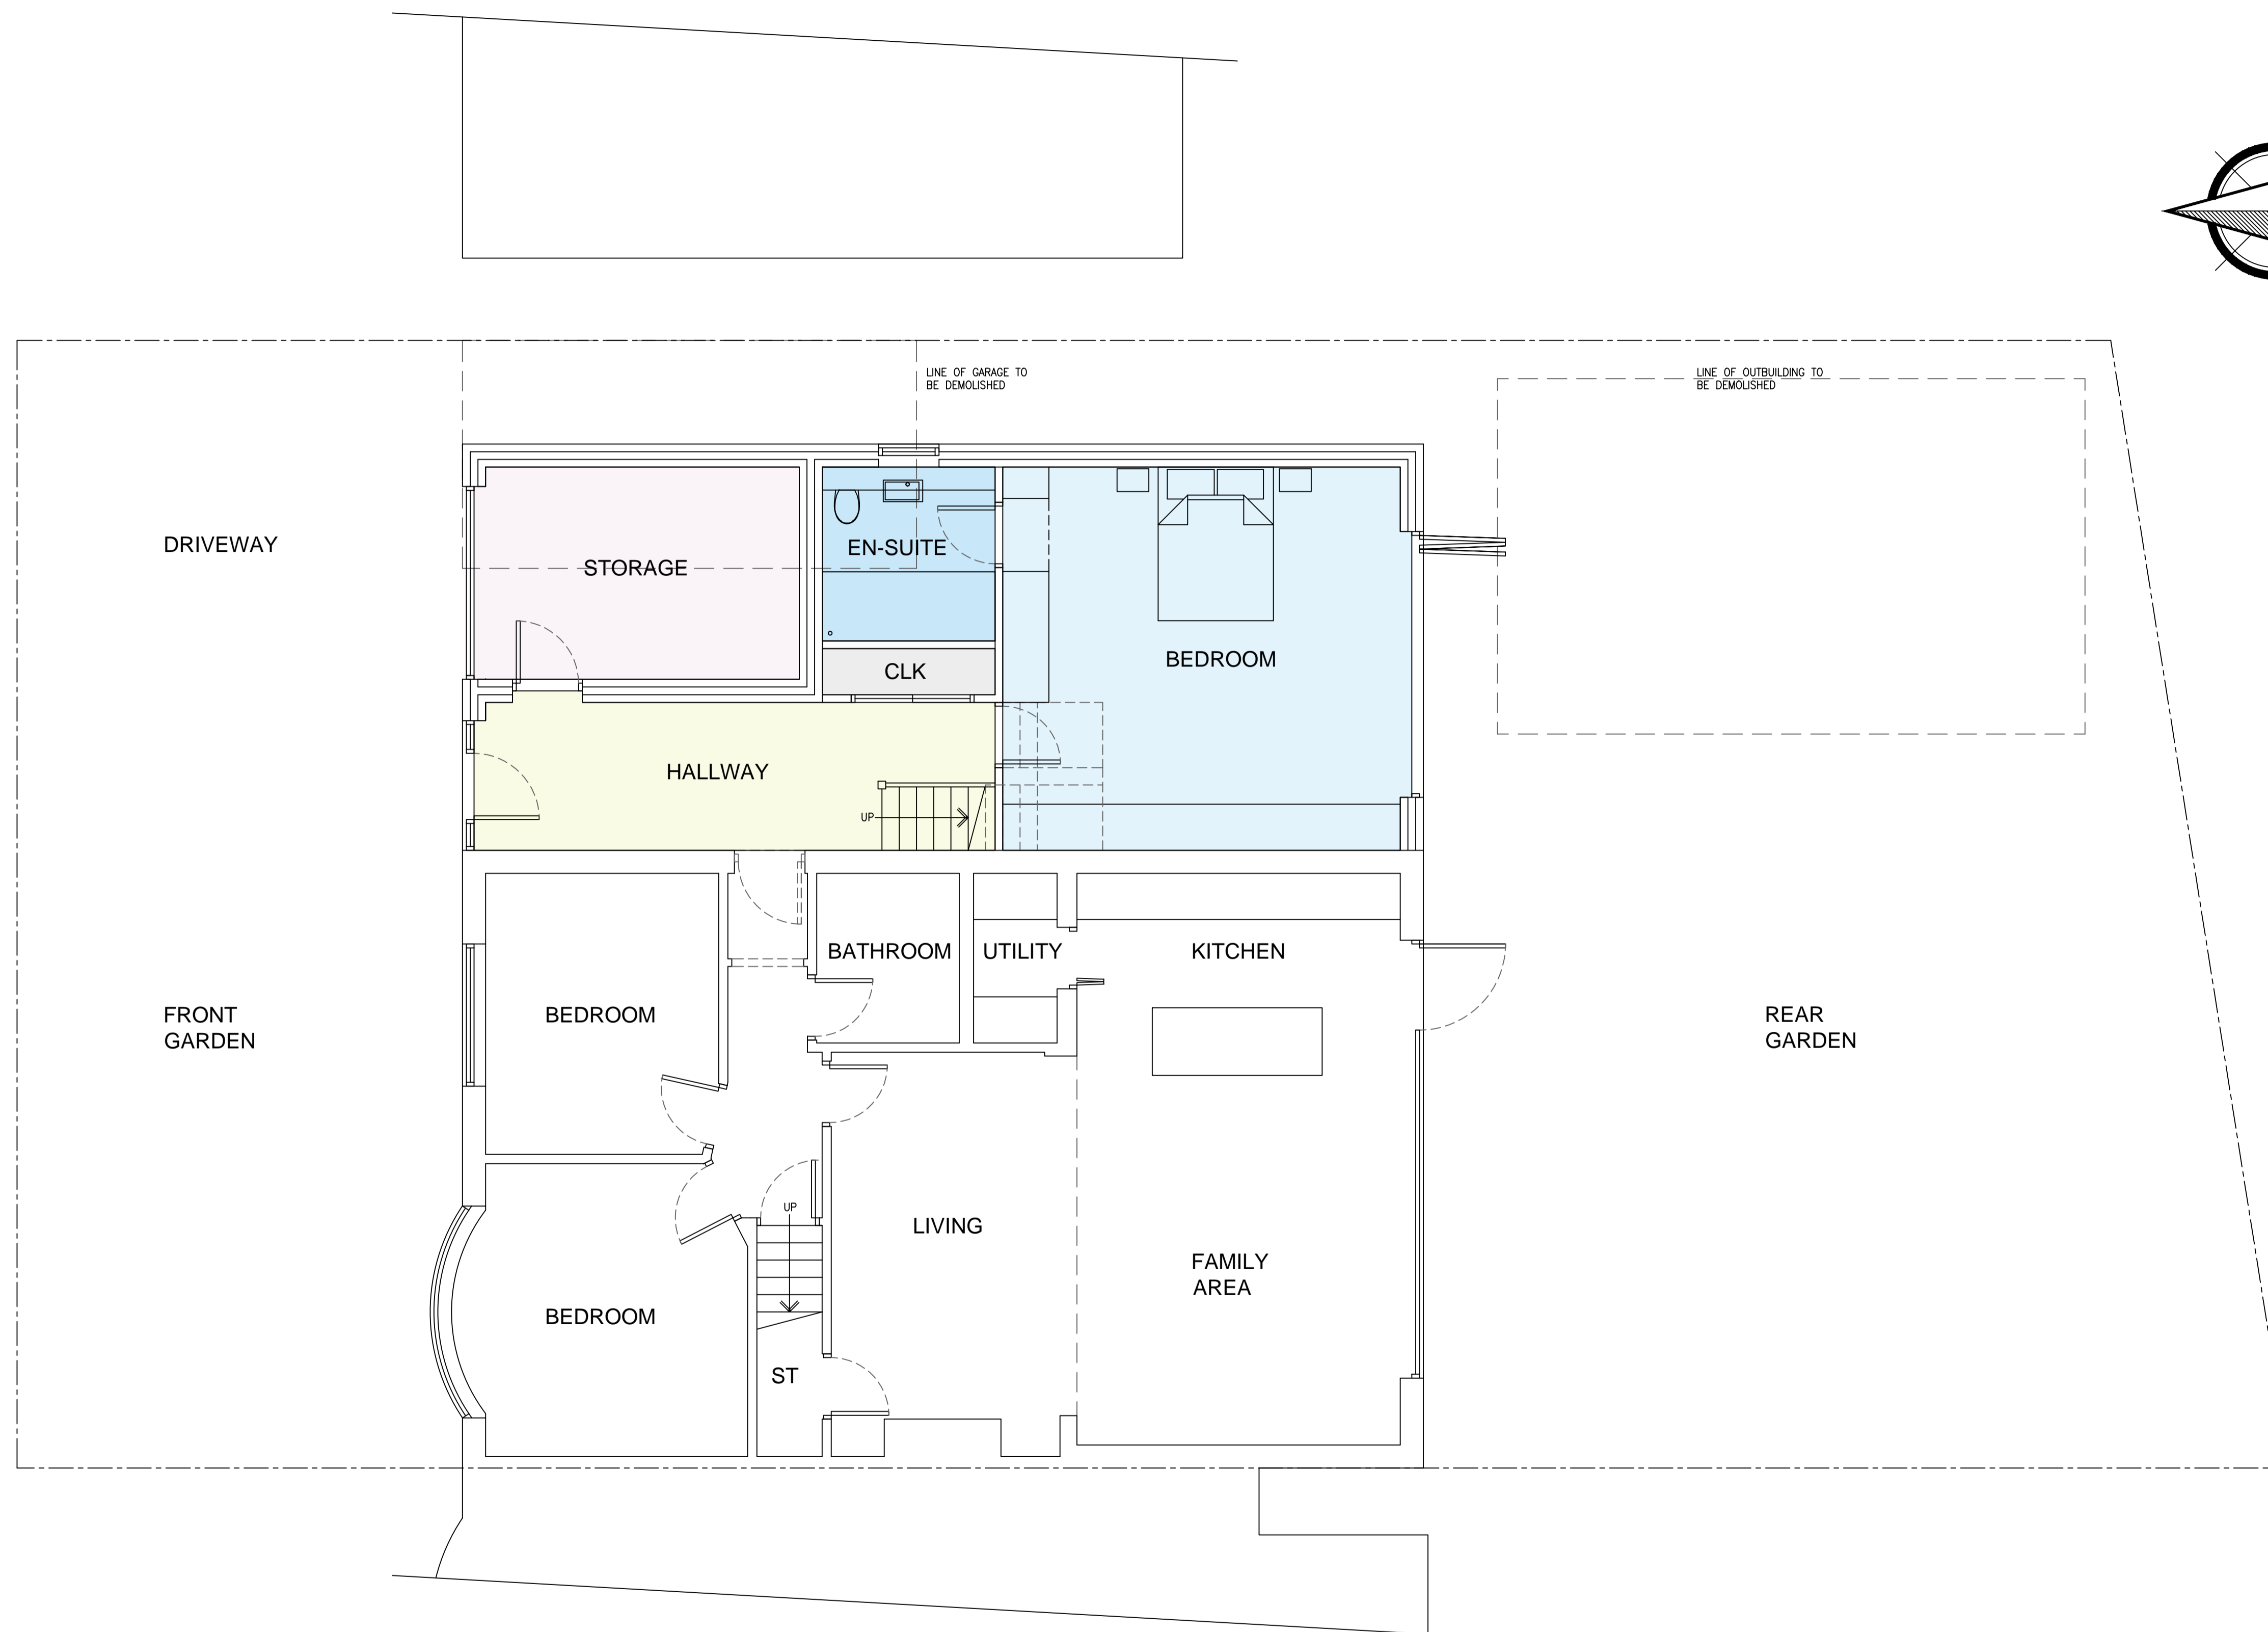 LINE OF GARAGE TO
BE DEMOLISHED
LINE OF OUTBUILDING TO
BE DEMOLISHED
DRIVEWAY
STORAGE
EN-SUITE
CLK
BEDROOM
HALLWAY
UP
BATHROOM
UTILITY
KITCHEN
FRONT
GARDEN
BEDROOM
REAR
GARDEN
UP
LIVING
FAMILY
AREA
BEDROOM
ST